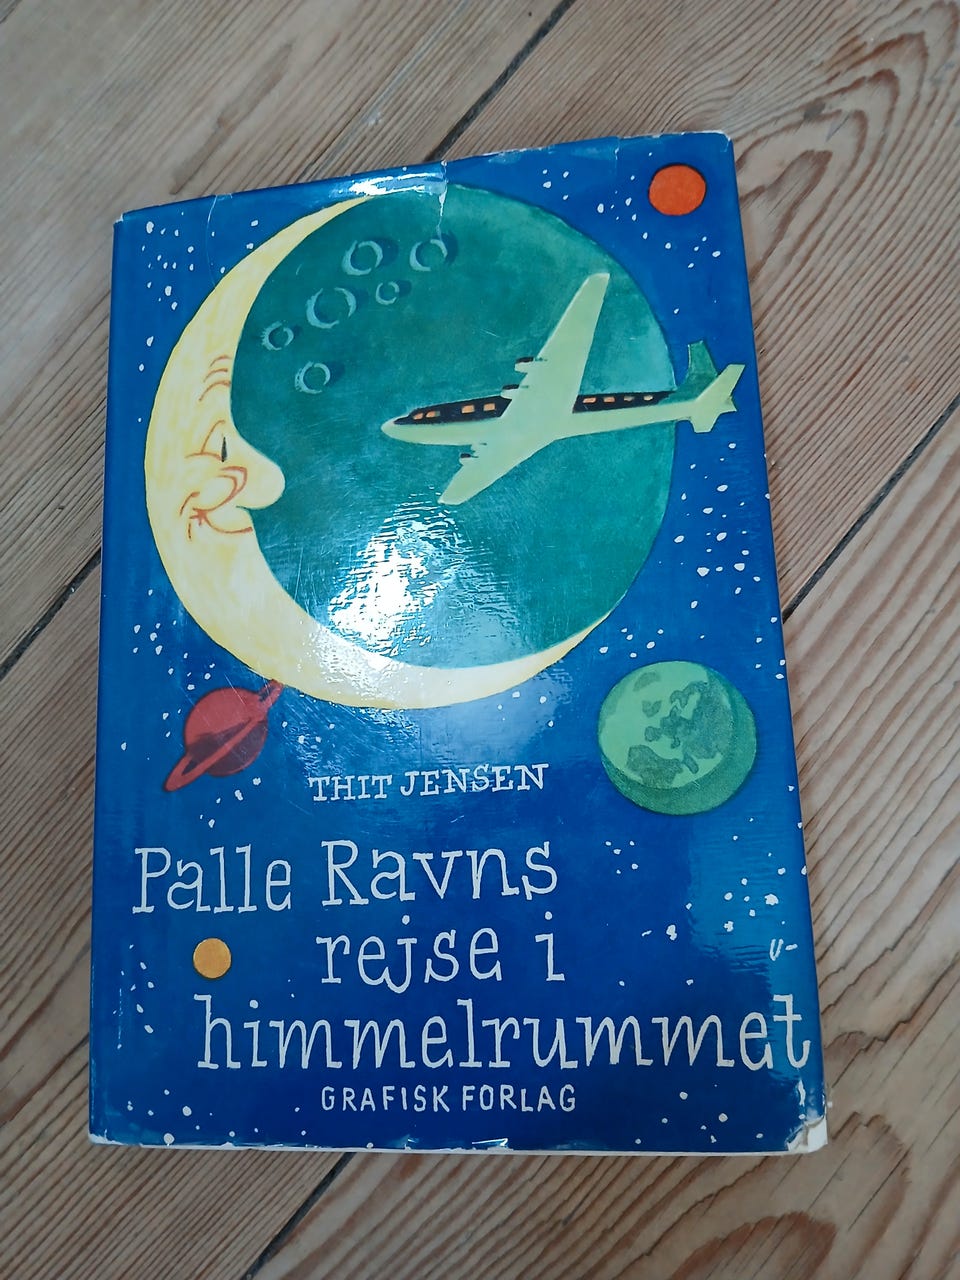 THIT JENSEN
Palle Ravns
rejse i
himmelrummet
GRAFISK FORLAG